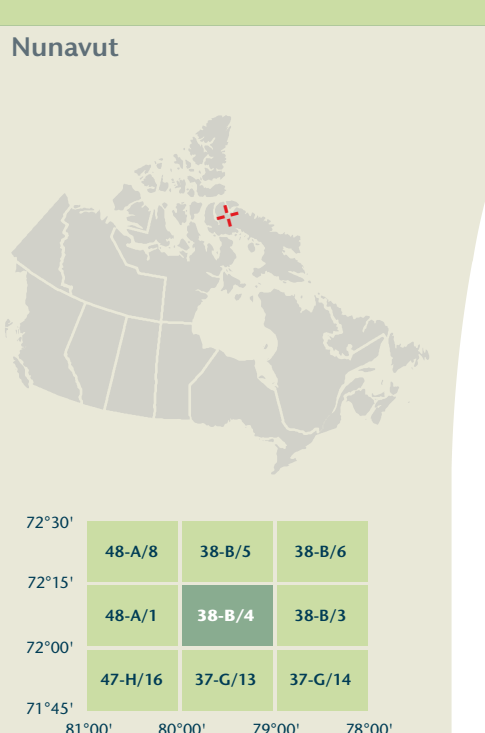 Nunavut
72°30'
48-A/8 38-B/5 38-B/6
72°15'
48-A/1 38-B/4 38-B/3
72°00'
47-H/16 37-G/13 37-G/14
71°45'
81°00' 80°00' 79°00' 78°00'